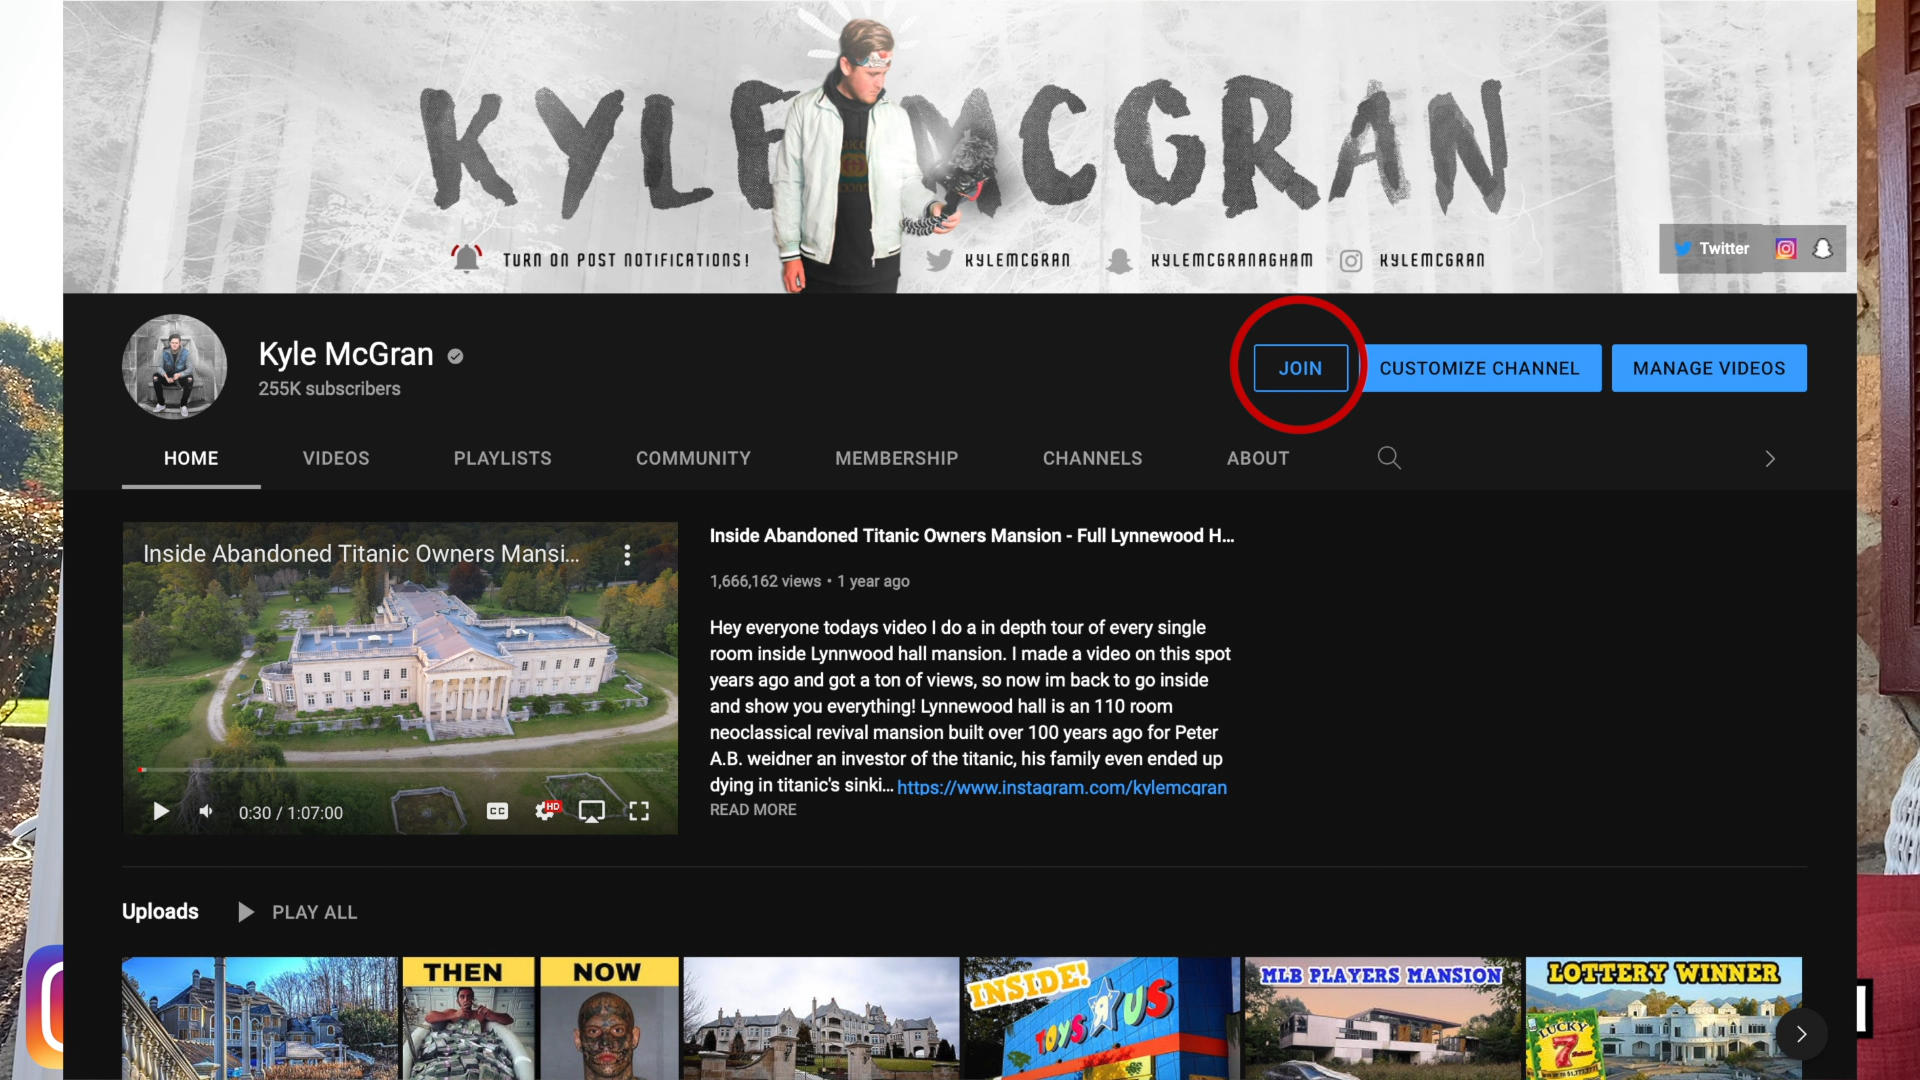 KYLE MCGRAN
TURN ON POST NOTIFICATIONS!
KYLEMCGRAN
KYLEMCGRANAGHAM
KYLEMCGRAN
Twitter
Kyle McGran
255K subscribers
JOIN
CUSTOMIZE CHANNEL
MANAGE VIDEOS
HOME
VIDEOS
PLAYLISTS
COMMUNITY
MEMBERSHIP
CHANNELS
ABOUT
Inside Abandoned Titanic Owners Mansi...
0:30 / 1:07:00
CC
HD
Inside Abandoned Titanic Owners Mansion - Full Lynnewood H...
1,666,162 views • 1 year ago
Hey everyone todays video I do a in depth tour of every single
room inside Lynnwood hall mansion. I made a video on this spot
years ago and got a ton of views, so now im back to go inside
and show you everything! Lynnewood hall is an 110 room
neoclassical revival mansion built over 100 years ago for Peter
A.B. weidner an investor of the titanic, his family even ended up
dying in titanic's sinki... https://www.instagram.com/kylemcgran
READ MORE
Uploads
PLAY ALL
THEN
NOW
INSIDE!
TOYS R US
MLB PLAYERS MANSION
LOTTERY WINNER
LUCKY
7